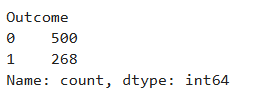 Outcome
0    500
1    268
Name: count, dtype: int64